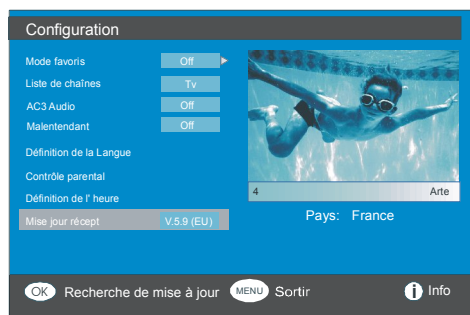 Configuration
Mode favoris Off
Liste de chaînes Tv
AC3 Audio Off
Malentendant Off
Définition de la Langue
Contrôle parental
Définition de l' heure
Mise jour récept V.5.9 (EU)
4 Arte
Pays: France
OK Recherche de mise à jour MENU Sortir i Info